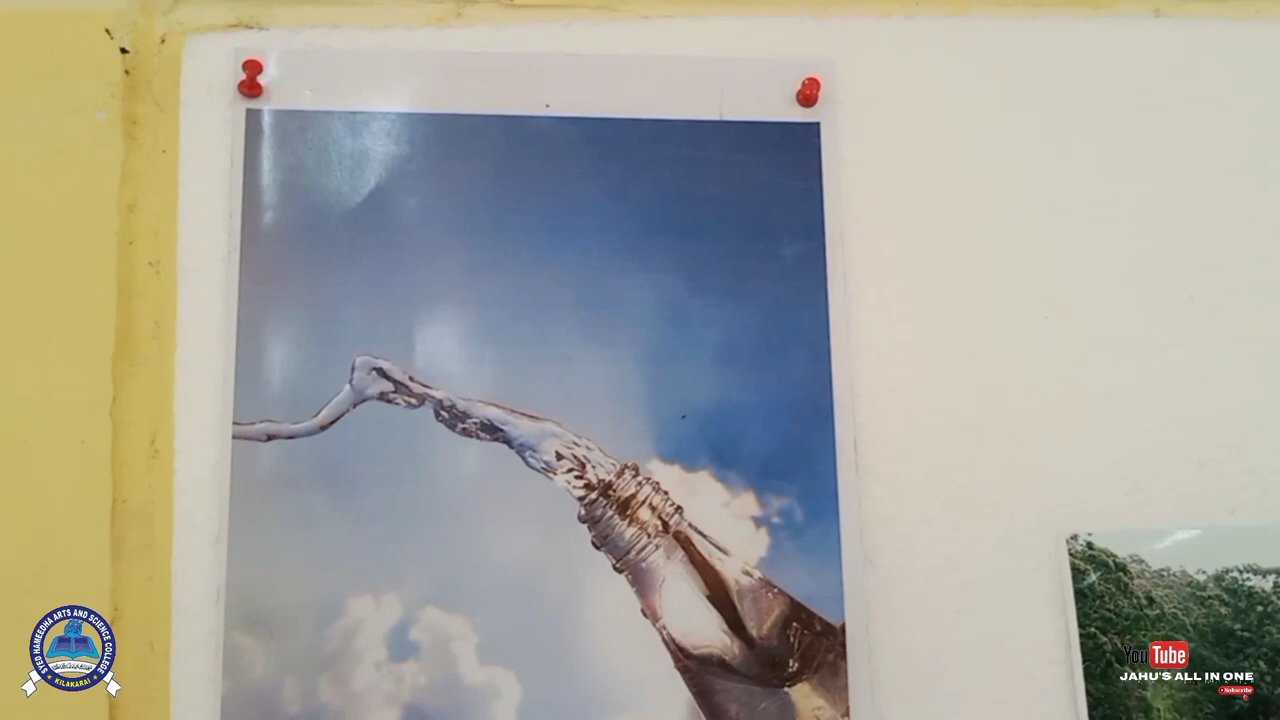 SYED HAMEEDHA ARTS AND SCIENCE COLLEGE
KILAKARAI
YouTube
JAHU'S ALL IN ONE
Subscribe